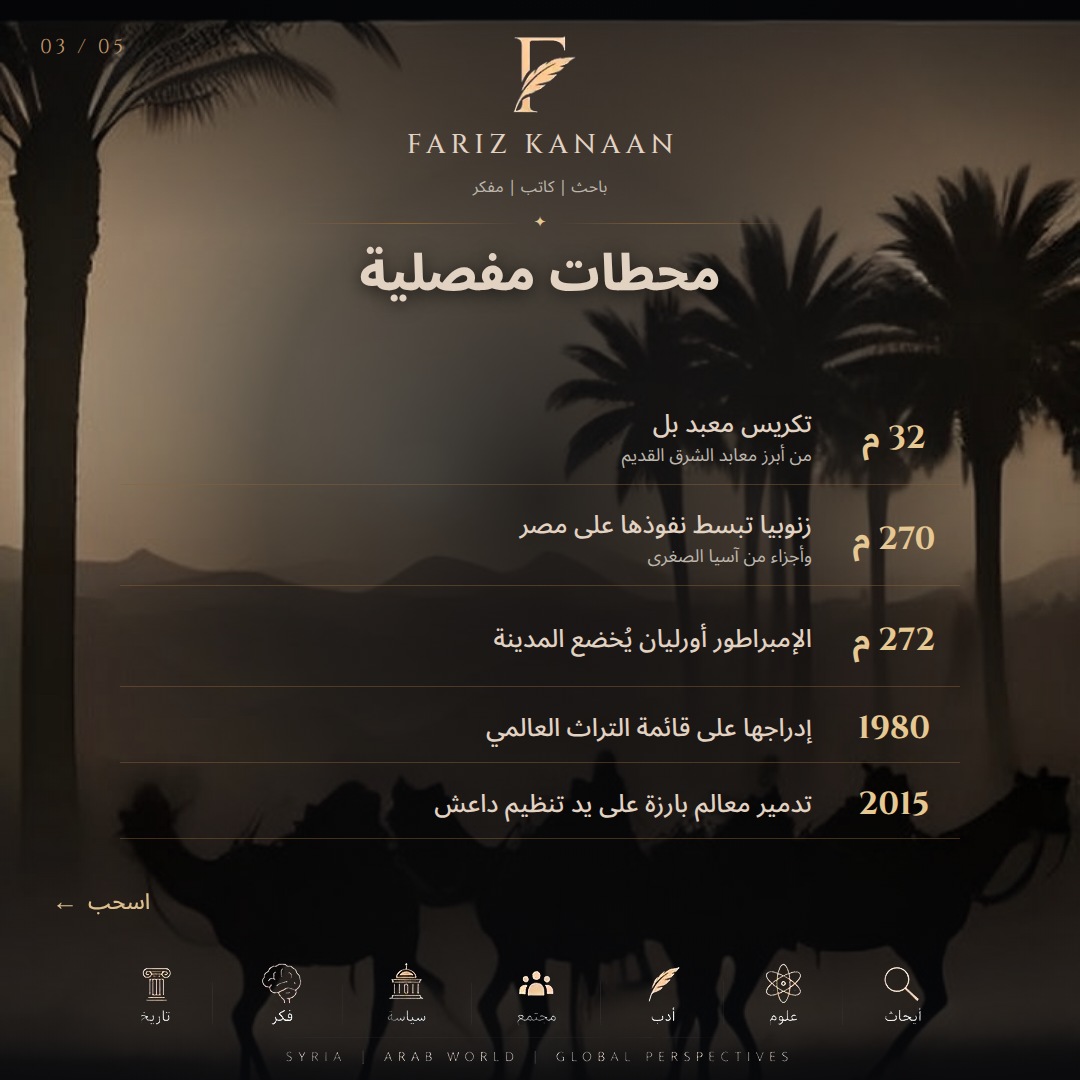 03 / 05
F
FARIZ KANAAN
باحث | كاتب | مفكر
محطات مفصلية
32 م
تكريس معبد بل
من أبرز معابد الشرق القديم
270 م
زنوبيا تبسط نفوذها على مصر
وأجزاء من آسيا الصغرى
272 م
الإمبراطور أورليان يُخضع المدينة
1980
إدراجها على قائمة التراث العالمي
2015
تدمير معالم بارزة على يد تنظيم داعش
اسحب ←
أبحاث
علوم
أدب
مجتمع
سياسة
فكر
تاريخ
SYRIA | ARAB WORLD | GLOBAL PERSPECTIVES